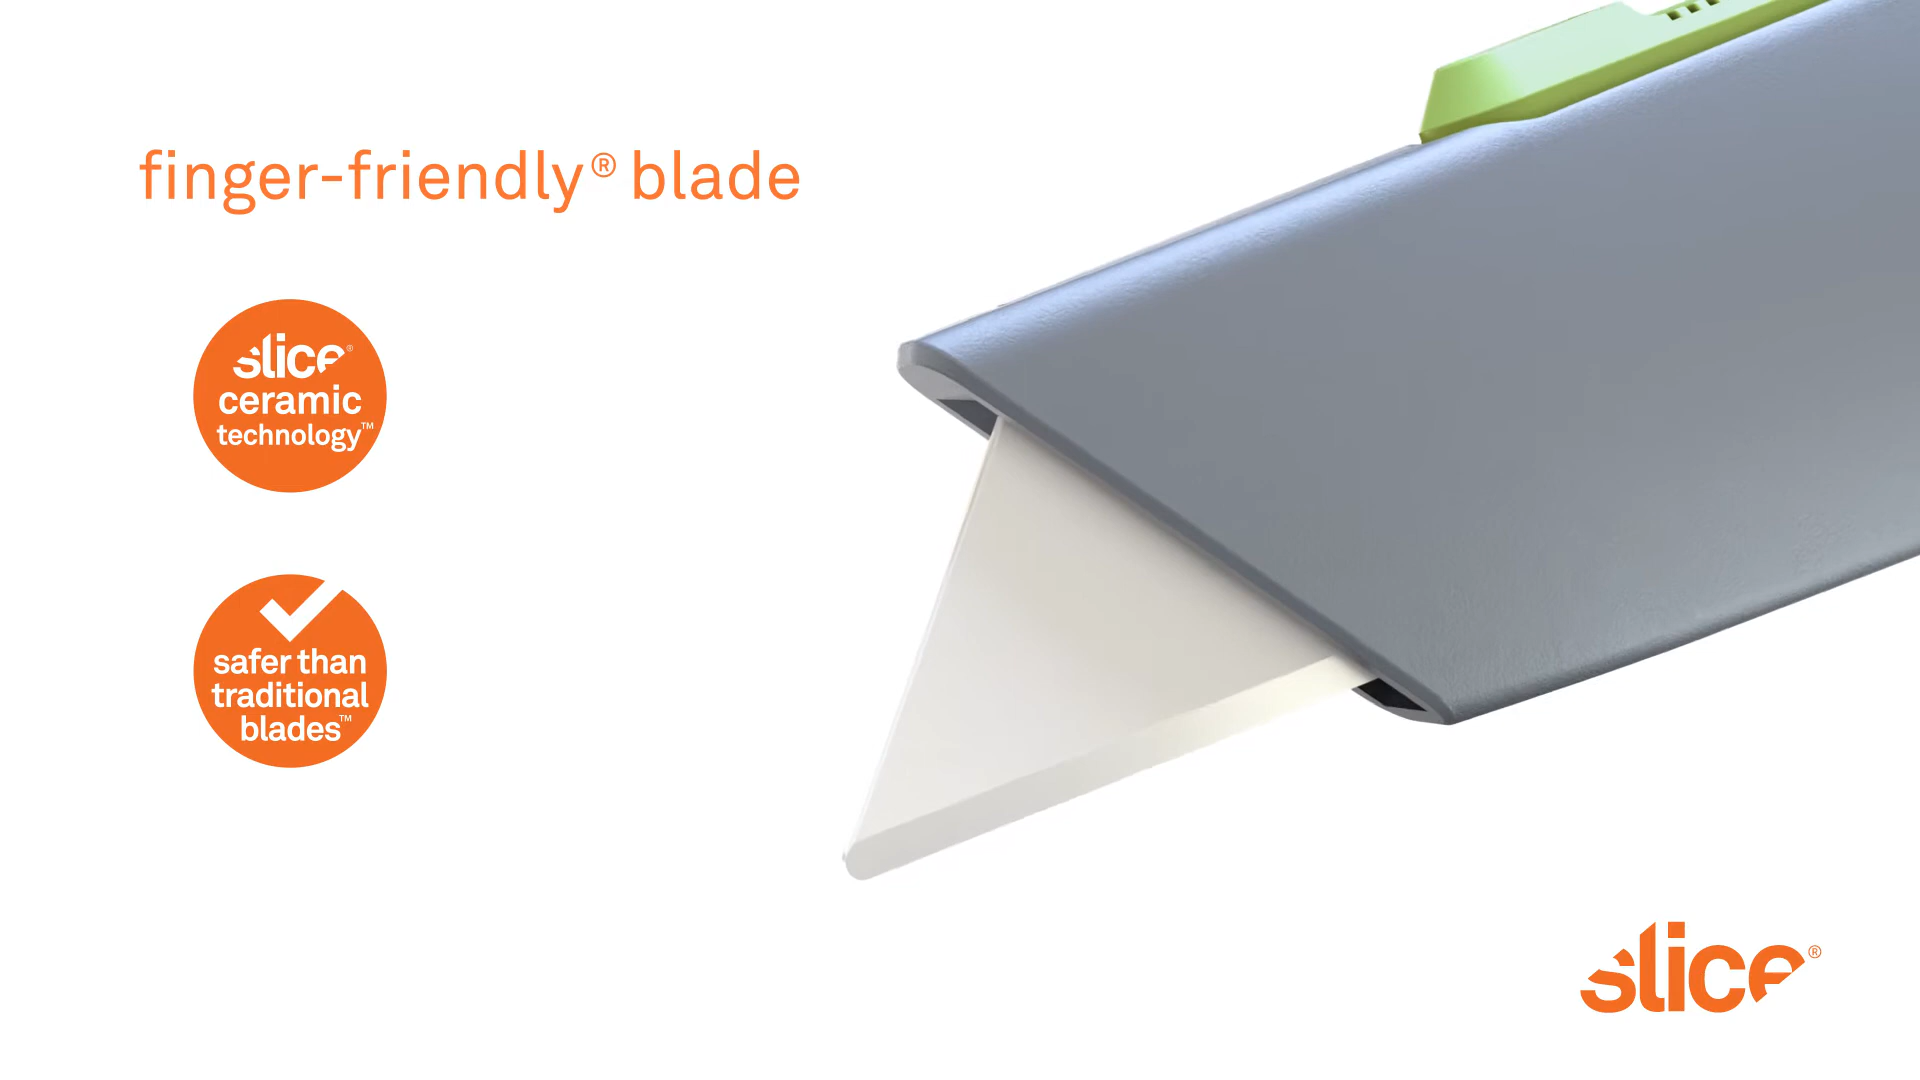 finger-friendly® blade
slice®
ceramic
technology™
safer than
traditional
blades™
slice®